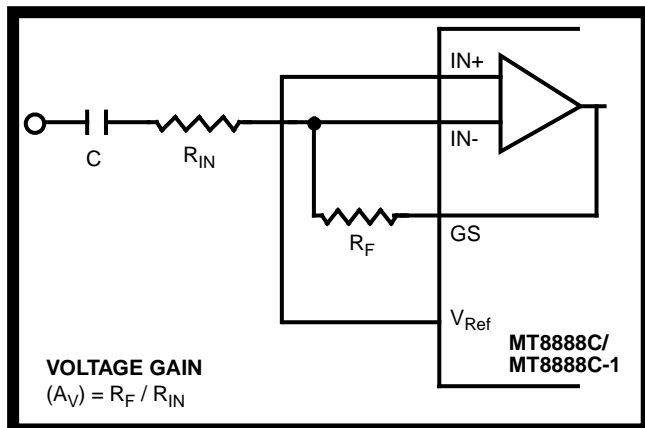 IN+
IN-
C
R_IN
R_F
GS
V_Ref
MT8888C/
MT8888C-1
VOLTAGE GAIN
(A_V) = R_F / R_IN